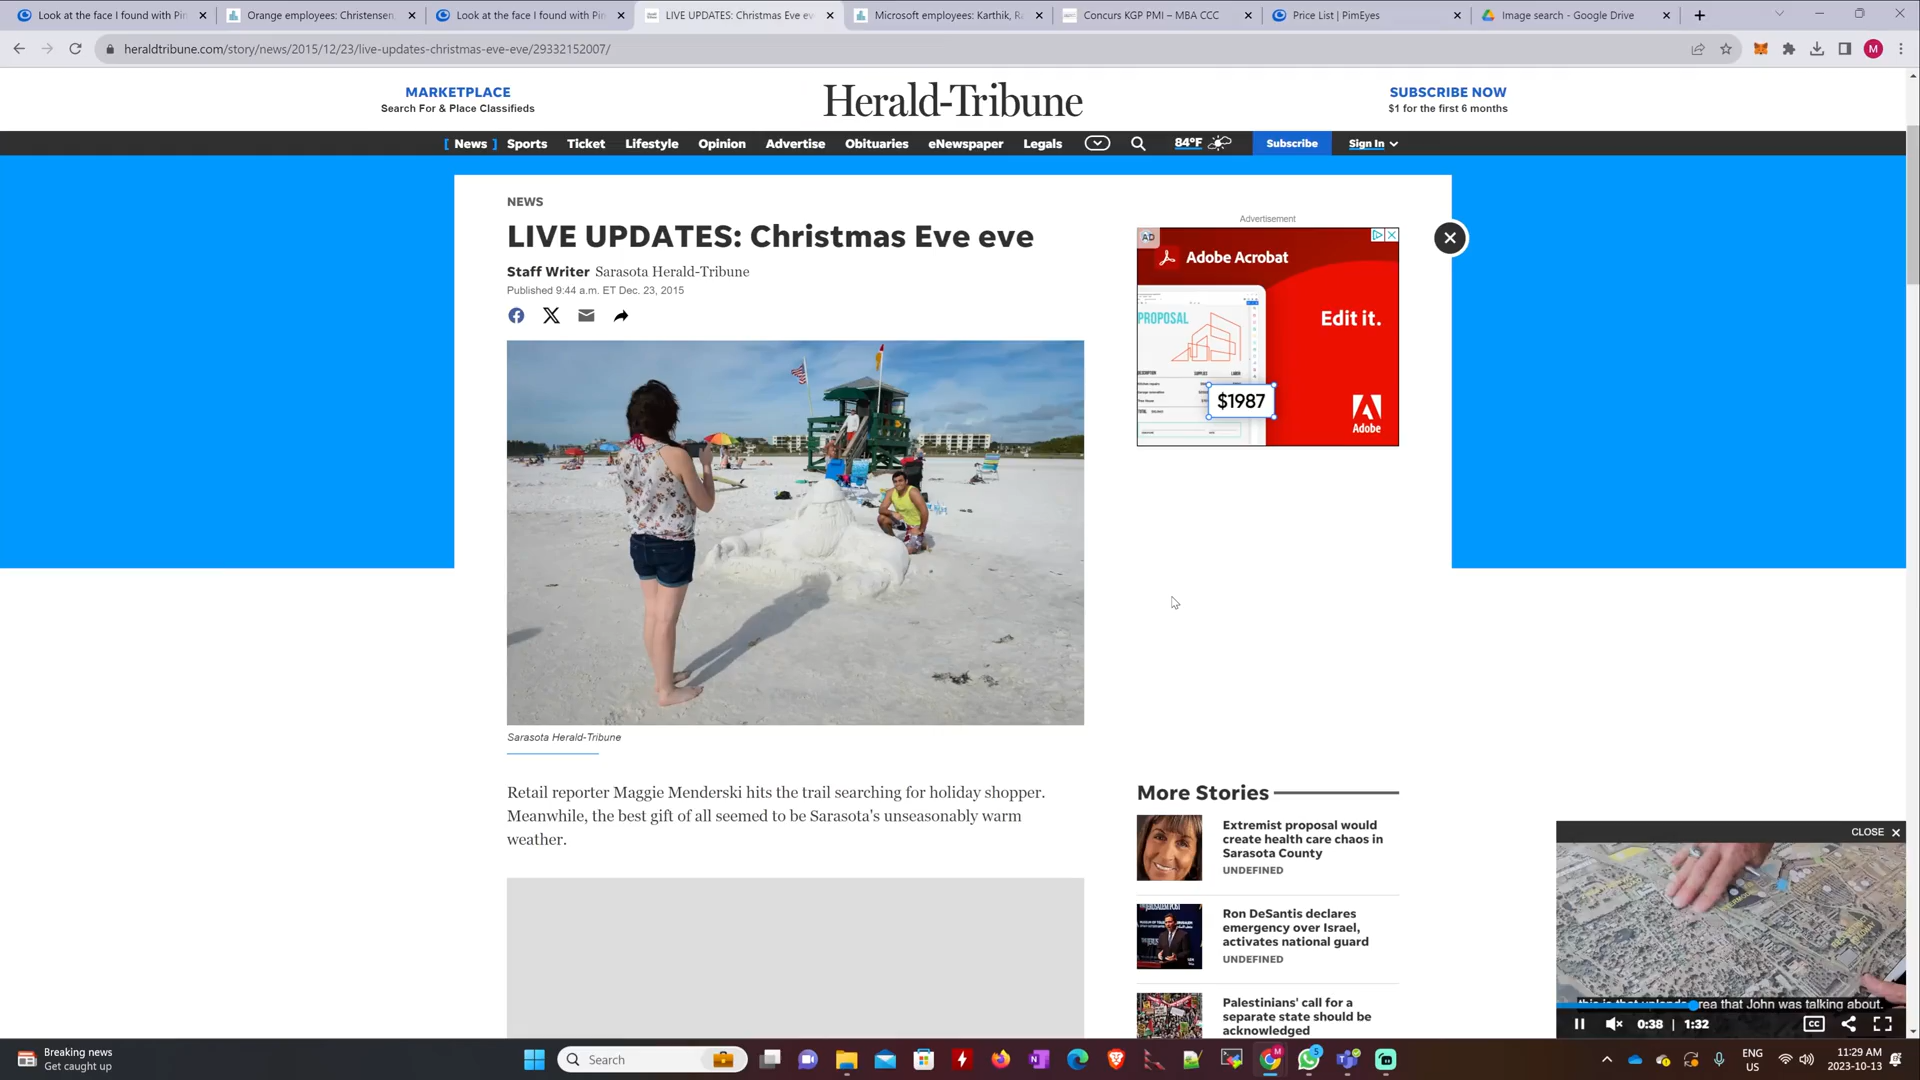 Look at the face I found with Pin
Orange employees: Christensen,
Look at the face I found with Pin
LIVE UPDATES: Christmas Eve ev
Microsoft employees: Karthik, Ra
Concurs KGP PMI – MBA CCC
Price List | PimEyes
Image search - Google Drive
heraldtribune.com/story/news/2015/12/23/live-updates-christmas-eve-eve/29332152007/
M
MARKETPLACE
Search For & Place Classifieds
Herald-Tribune
SUBSCRIBE NOW
$1 for the first 6 months
[ News ] Sports Ticket Lifestyle Opinion Advertise Obituaries eNewspaper Legals 84°F Subscribe Sign In
NEWS
LIVE UPDATES: Christmas Eve eve
Staff Writer Sarasota Herald-Tribune
Published 9:44 a.m. ET Dec. 23, 2015
Advertisement
AD
Adobe Acrobat
PROPOSAL
Edit it.
$1987
Adobe
Sarasota Herald-Tribune
Retail reporter Maggie Menderski hits the trail searching for holiday shopper.
Meanwhile, the best gift of all seemed to be Sarasota's unseasonably warm
weather.
More Stories
Extremist proposal would
create health care chaos in
Sarasota County
UNDEFINED
Ron DeSantis declares
emergency over Israel,
activates national guard
UNDEFINED
Palestinians' call for a
separate state should be
acknowledged
CLOSE
area that John was talking about.
0:38 | 1:32
CC
Breaking news
Get caught up
Search
ENG
US
11:29 AM
2023-10-13